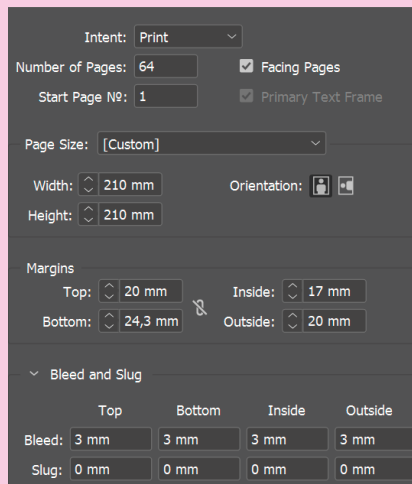 Intent: Print
Number of Pages: 64 Facing Pages
Start Page Nº: 1 Primary Text Frame
Page Size: [Custom]
Width: 210 mm Orientation:
Height: 210 mm
Margins
Top: 20 mm Inside: 17 mm
Bottom: 24,3 mm Outside: 20 mm
Bleed and Slug
Top Bottom Inside Outside
Bleed: 3 mm 3 mm 3 mm 3 mm
Slug: 0 mm 0 mm 0 mm 0 mm